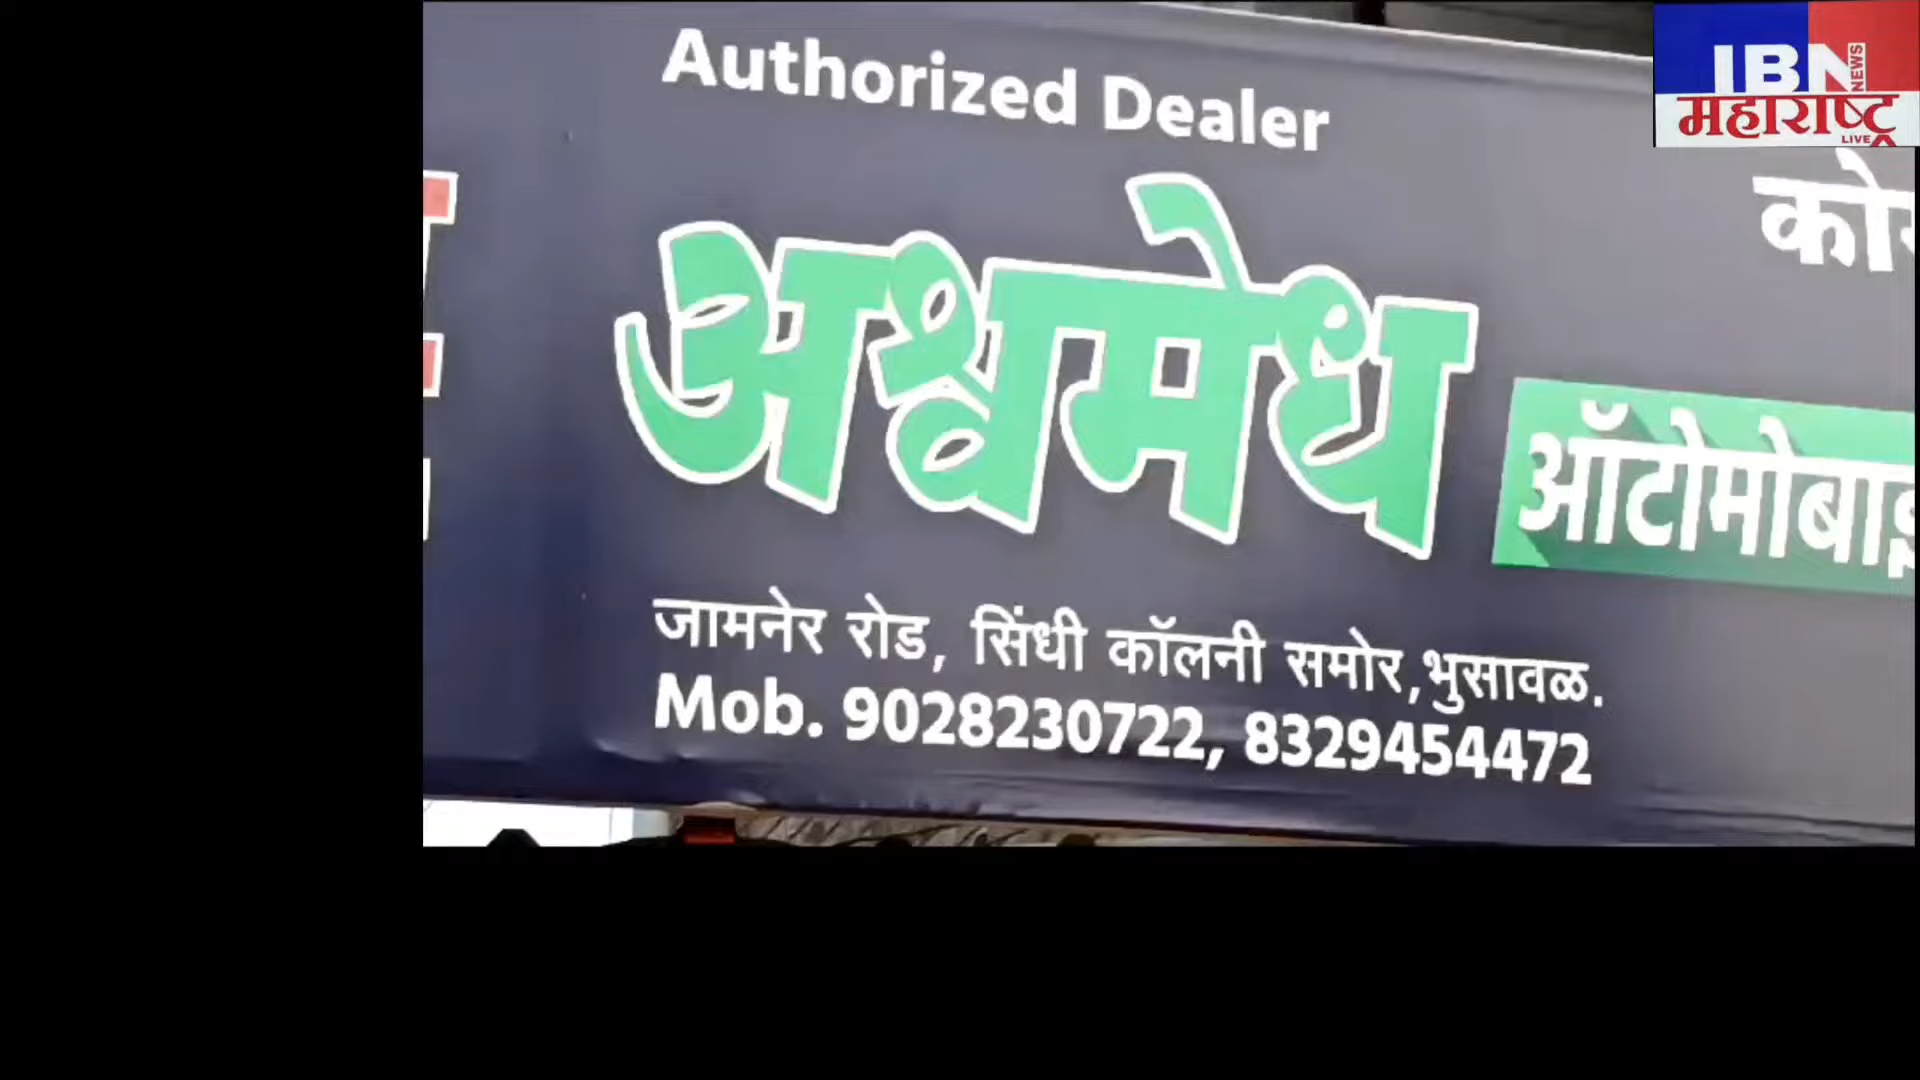 Authorized Dealer
IBN
NEWS
महाराष्ट्र
LIVE
अश्वमेध
जामनेर रोड, सिंधी कॉलनी समोर,भुसावळ.
Mob. 9028230722, 8329454472